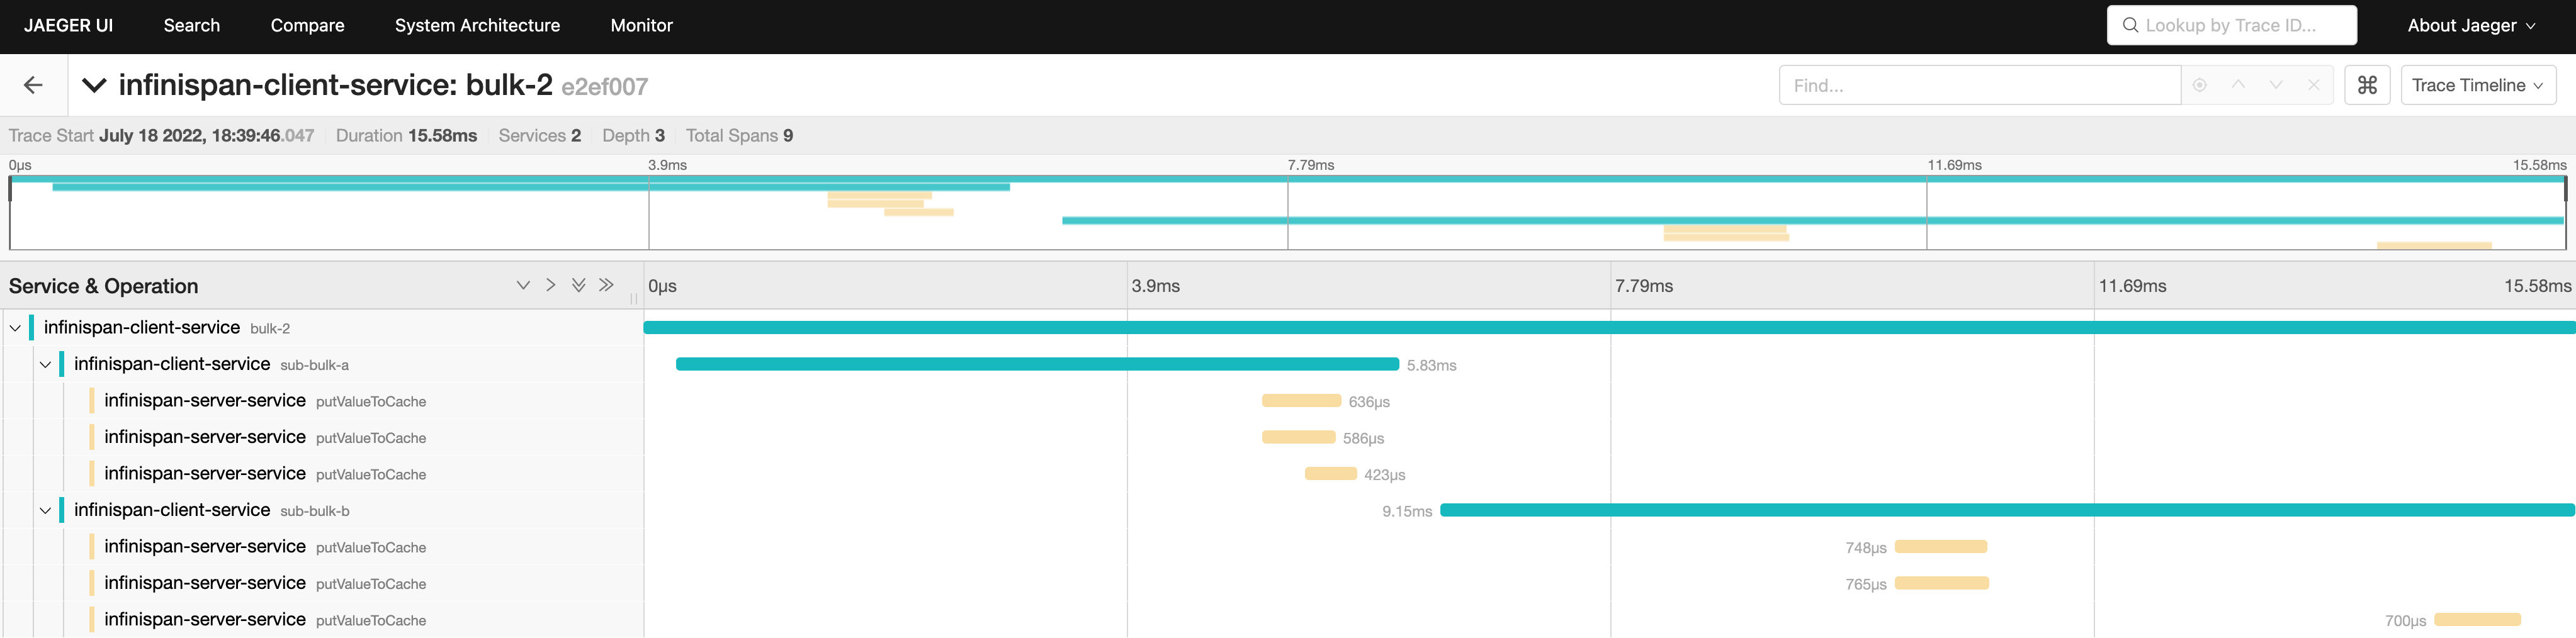 JAEGER UI Search Compare System Architecture Monitor Lookup by Trace ID... About Jaeger
infinispan-client-service: bulk-2 e2ef007 Find... ⌘ Trace Timeline
Trace Start July 18 2022, 18:39:46.047 Duration 15.58ms Services 2 Depth 3 Total Spans 9
0μs 3.9ms 7.79ms 11.69ms 15.58ms
Service & Operation 0μs 3.9ms 7.79ms 11.69ms 15.58ms
infinispan-client-service bulk-2
infinispan-client-service sub-bulk-a 5.83ms
infinispan-server-service putValueToCache 636μs
infinispan-server-service putValueToCache 586μs
infinispan-server-service putValueToCache 423μs
infinispan-client-service sub-bulk-b 9.15ms
infinispan-server-service putValueToCache 748μs
infinispan-server-service putValueToCache 765μs
infinispan-server-service putValueToCache 700μs